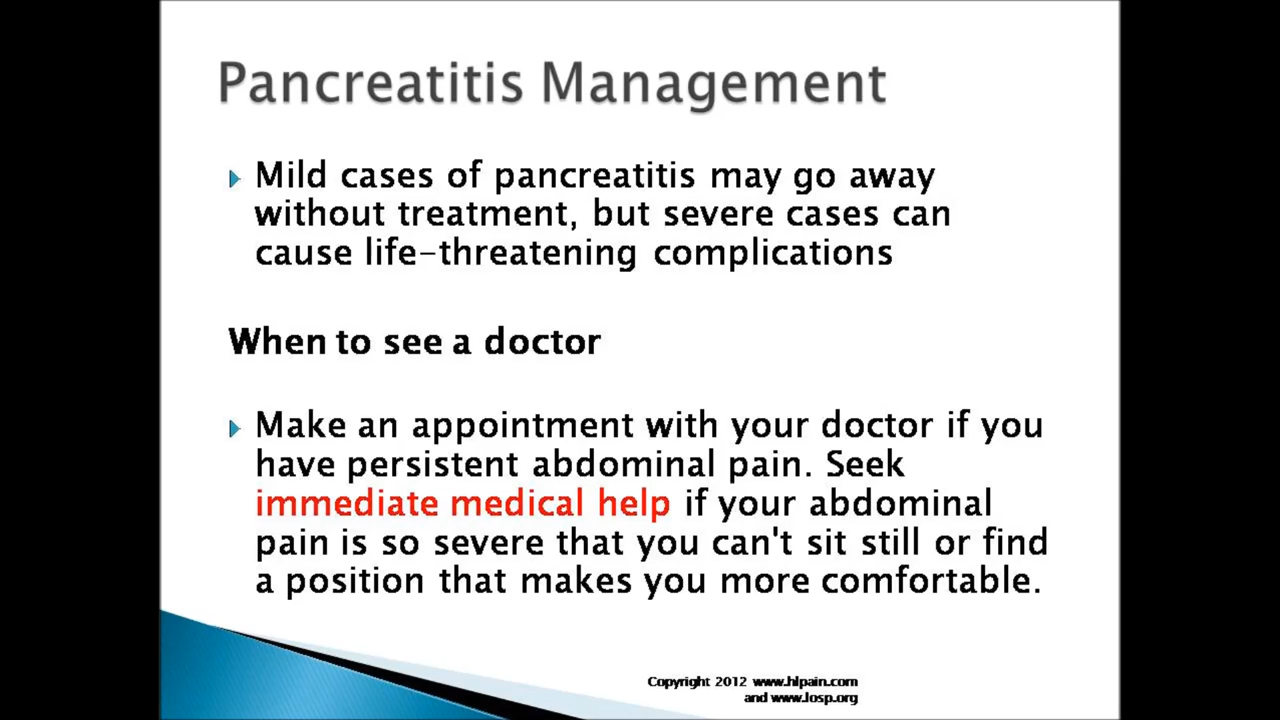 Pancreatitis Management
Mild cases of pancreatitis may go away
without treatment, but severe cases can
cause life-threatening complications
When to see a doctor
Make an appointment with your doctor if you
have persistent abdominal pain. Seek
immediate medical help if your abdominal
pain is so severe that you can't sit still or find
a position that makes you more comfortable.
Copyright 2012 www.hlpain.com
and www.losp.org